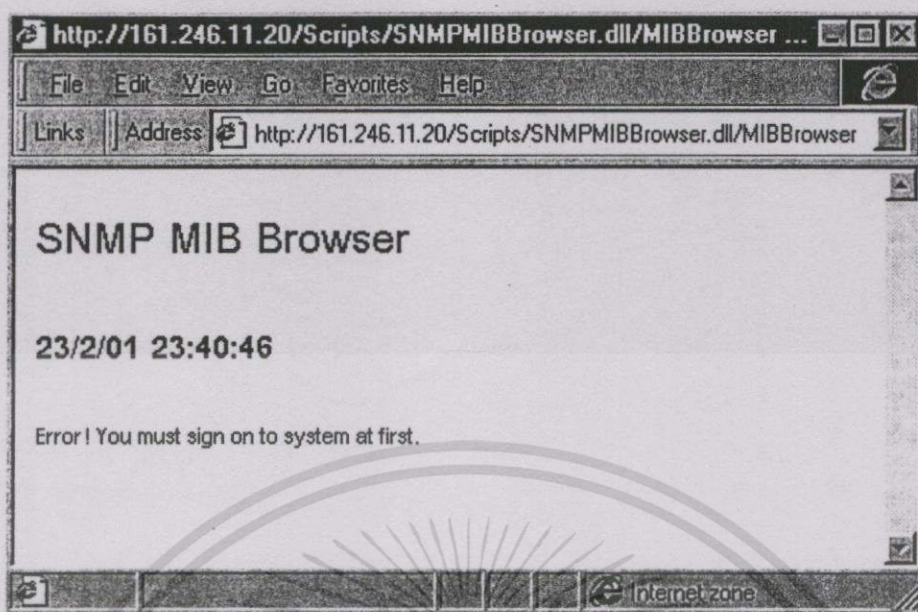 http://161.246.11.20/Scripts/SNMPMIBBrowser.dll/MIBBrowser ...
File Edit View Go Favorites Help
Links Address http://161.246.11.20/Scripts/SNMPMIBBrowser.dll/MIBBrowser
SNMP MIB Browser
23/2/01 23:40:46
Error ! You must sign on to system at first.
Internet zone